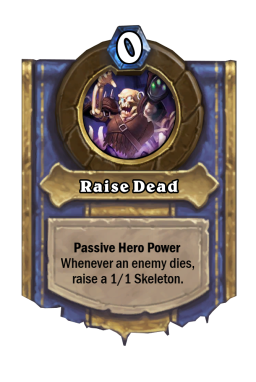 0
Raise Dead
Passive Hero Power
Whenever an enemy dies,
raise a 1/1 Skeleton.